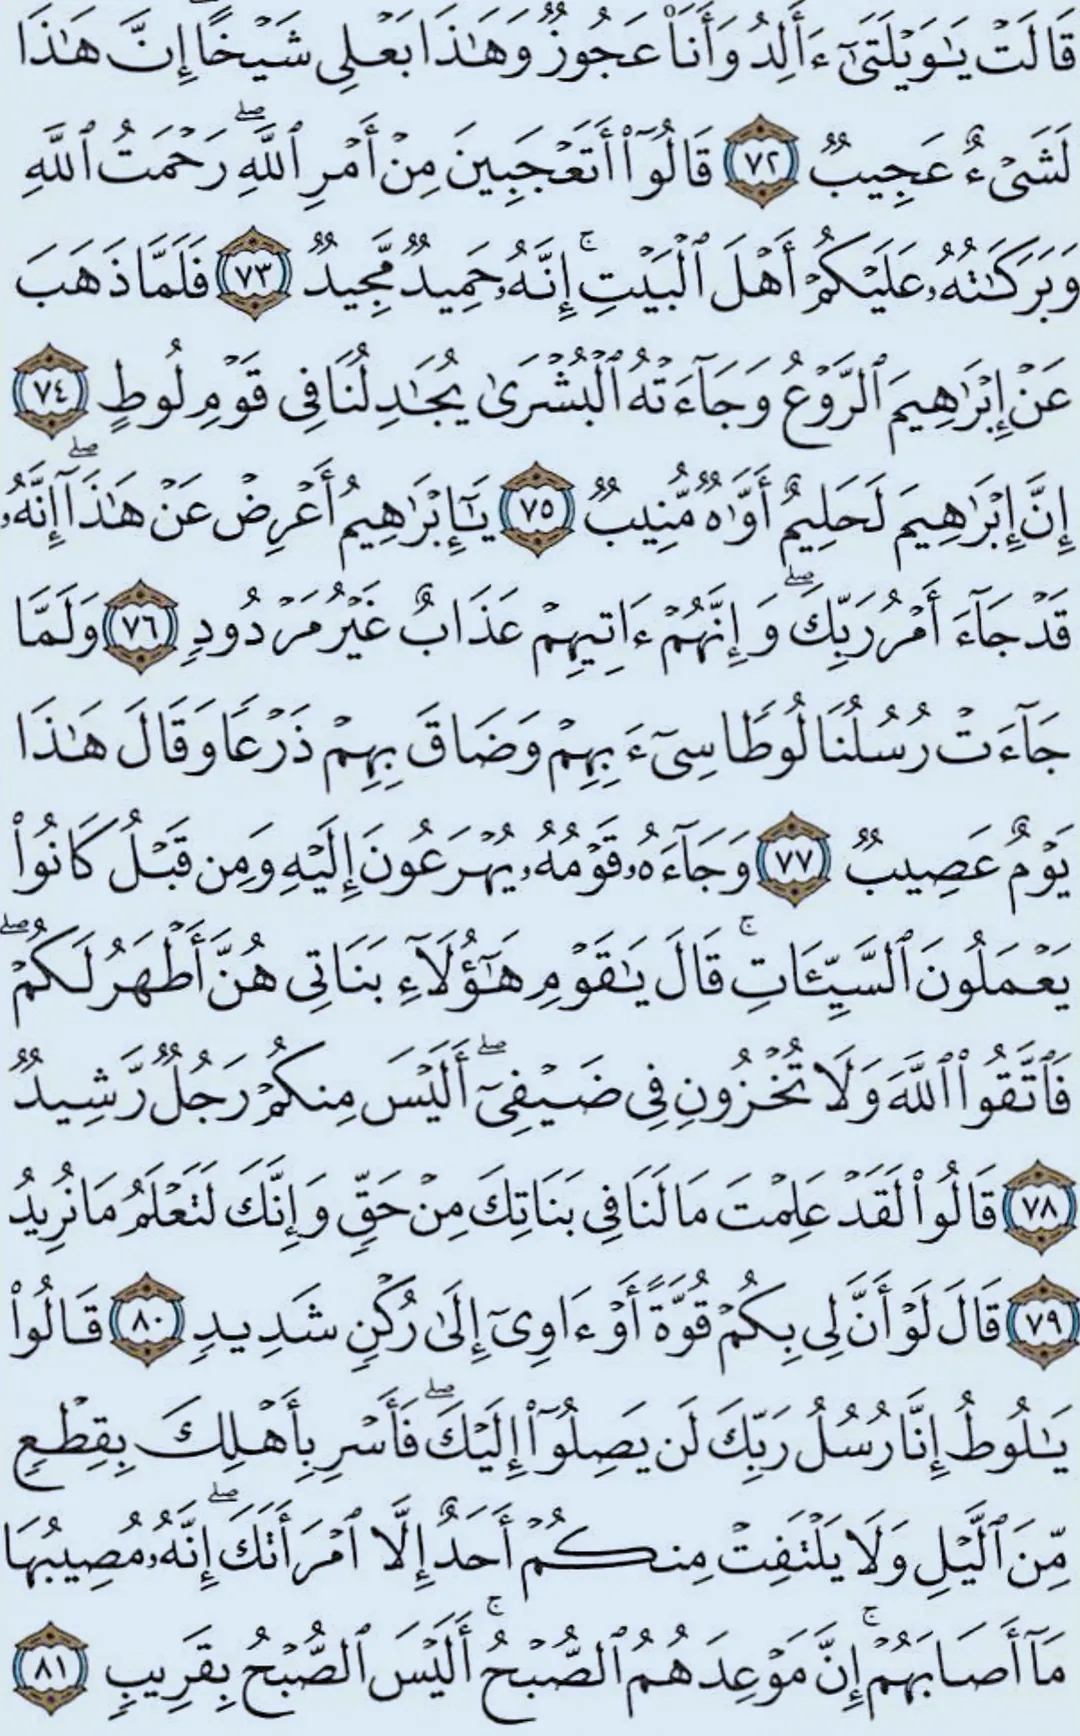 قَالَتْ يَـٰوَيْلَتَىٰٓ ءَأَلِدُ وَأَنَا۠ عَجُوزٌ وَهَـٰذَا بَعْلِى شَيْخًا إِنَّ هَـٰذَا
لَشَىْءٌ عَجِيبٌ ٧٢ قَالُوٓا۟ أَتَعْجَبِينَ مِنْ أَمْرِ ٱللَّهِ ۖ رَحْمَتُ ٱللَّهِ
وَبَرَكَـٰتُهُۥ عَلَيْكُمْ أَهْلَ ٱلْبَيْتِ ۚ إِنَّهُۥ حَمِيدٌ مَّجِيدٌ ٧٣ فَلَمَّا ذَهَبَ
عَنْ إِبْرَٰهِيمَ ٱلرَّوْعُ وَجَآءَتْهُ ٱلْبُشْرَىٰ يُجَـٰدِلُنَا فِى قَوْمِ لُوطٍ ٧٤
إِنَّ إِبْرَٰهِيمَ لَحَلِيمٌ أَوَّٰهٌ مُّنِيبٌ ٧٥ يَـٰٓإِبْرَٰهِيمُ أَعْرِضْ عَنْ هَـٰذَآ ۖ إِنَّهُۥ
قَدْ جَآءَ أَمْرُ رَبِّكَ ۖ وَإِنَّهُمْ ءَاتِيهِمْ عَذَابٌ غَيْرُ مَرْدُودٍ ٧٦ وَلَمَّا
جَآءَتْ رُسُلُنَا لُوطًا سِىٓءَ بِهِمْ وَضَاقَ بِهِمْ ذَرْعًا وَقَالَ هَـٰذَا
يَوْمٌ عَصِيبٌ ٧٧ وَجَآءَهُۥ قَوْمُهُۥ يُهْرَعُونَ إِلَيْهِ وَمِن قَبْلُ كَانُوا۟
يَعْمَلُونَ ٱلسَّيِّـَٔاتِ ۚ قَالَ يَـٰقَوْمِ هَـٰٓؤُلَآءِ بَنَاتِى هُنَّ أَطْهَرُ لَكُمْ ۖ
فَٱتَّقُوا۟ ٱللَّهَ وَلَا تُخْزُونِ فِى ضَيْفِىٓ ۖ أَلَيْسَ مِنكُمْ رَجُلٌ رَّشِيدٌ
٧٨ قَالُوا۟ لَقَدْ عَلِمْتَ مَا لَنَا فِى بَنَاتِكَ مِنْ حَقٍّ وَإِنَّكَ لَتَعْلَمُ مَا نُرِيدُ
٧٩ قَالَ لَوْ أَنَّ لِى بِكُمْ قُوَّةً أَوْ ءَاوِىٓ إِلَىٰ رُكْنٍ شَدِيدٍ ٨٠ قَالُوا۟
يَـٰلُوطُ إِنَّا رُسُلُ رَبِّكَ لَن يَصِلُوٓا۟ إِلَيْكَ ۖ فَأَسْرِ بِأَهْلِكَ بِقِطْعٍ
مِّنَ ٱلَّيْلِ وَلَا يَلْتَفِتْ مِنكُمْ أَحَدٌ إِلَّا ٱمْرَأَتَكَ ۖ إِنَّهُۥ مُصِيبُهَا
مَآ أَصَابَهُمْ ۚ إِنَّ مَوْعِدَهُمُ ٱلصُّبْحُ ۚ أَلَيْسَ ٱلصُّبْحُ بِقَرِيبٍ ٨١